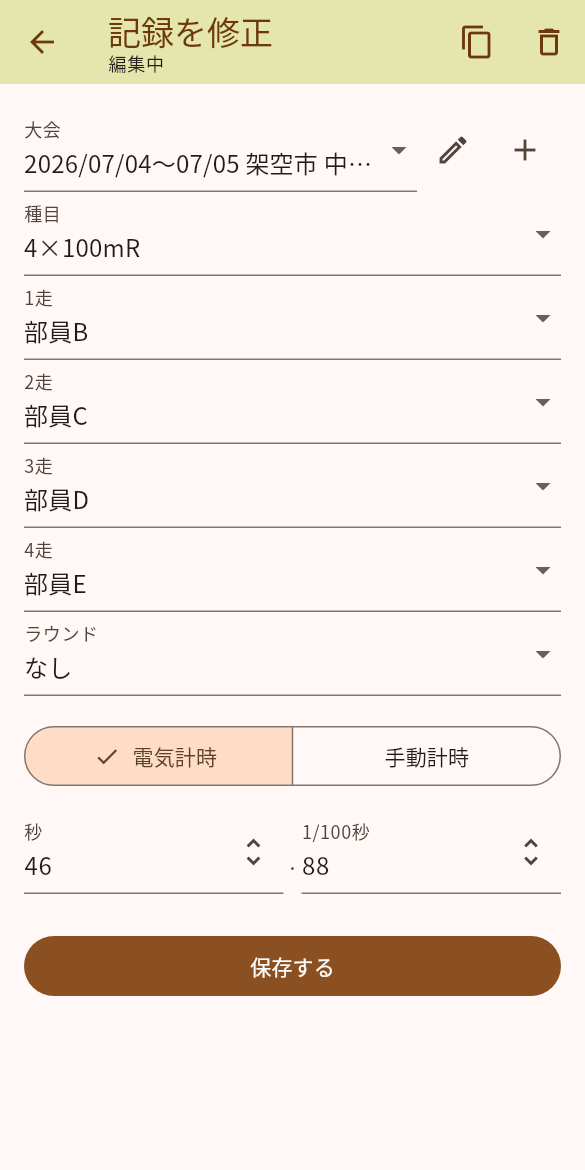 記録を修正
編集中
大会
2026/07/04〜07/05 架空市 中…
種目
4×100mR
1走
部員B
2走
部員C
3走
部員D
4走
部員E
ラウンド
なし
電気計時 手動計時
秒 1/100秒
46 . 88
保存する